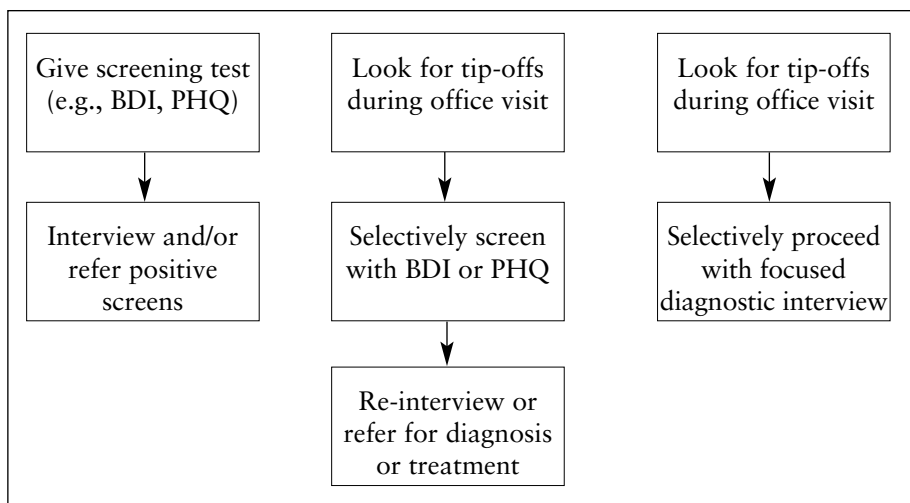 Give screening test
(e.g., BDI, PHQ)
Interview and/or
refer positive
screens
Look for tip-offs
during office visit
Selectively screen
with BDI or PHQ
Re-interview or
refer for diagnosis
or treatment
Look for tip-offs
during office visit
Selectively proceed
with focused
diagnostic interview